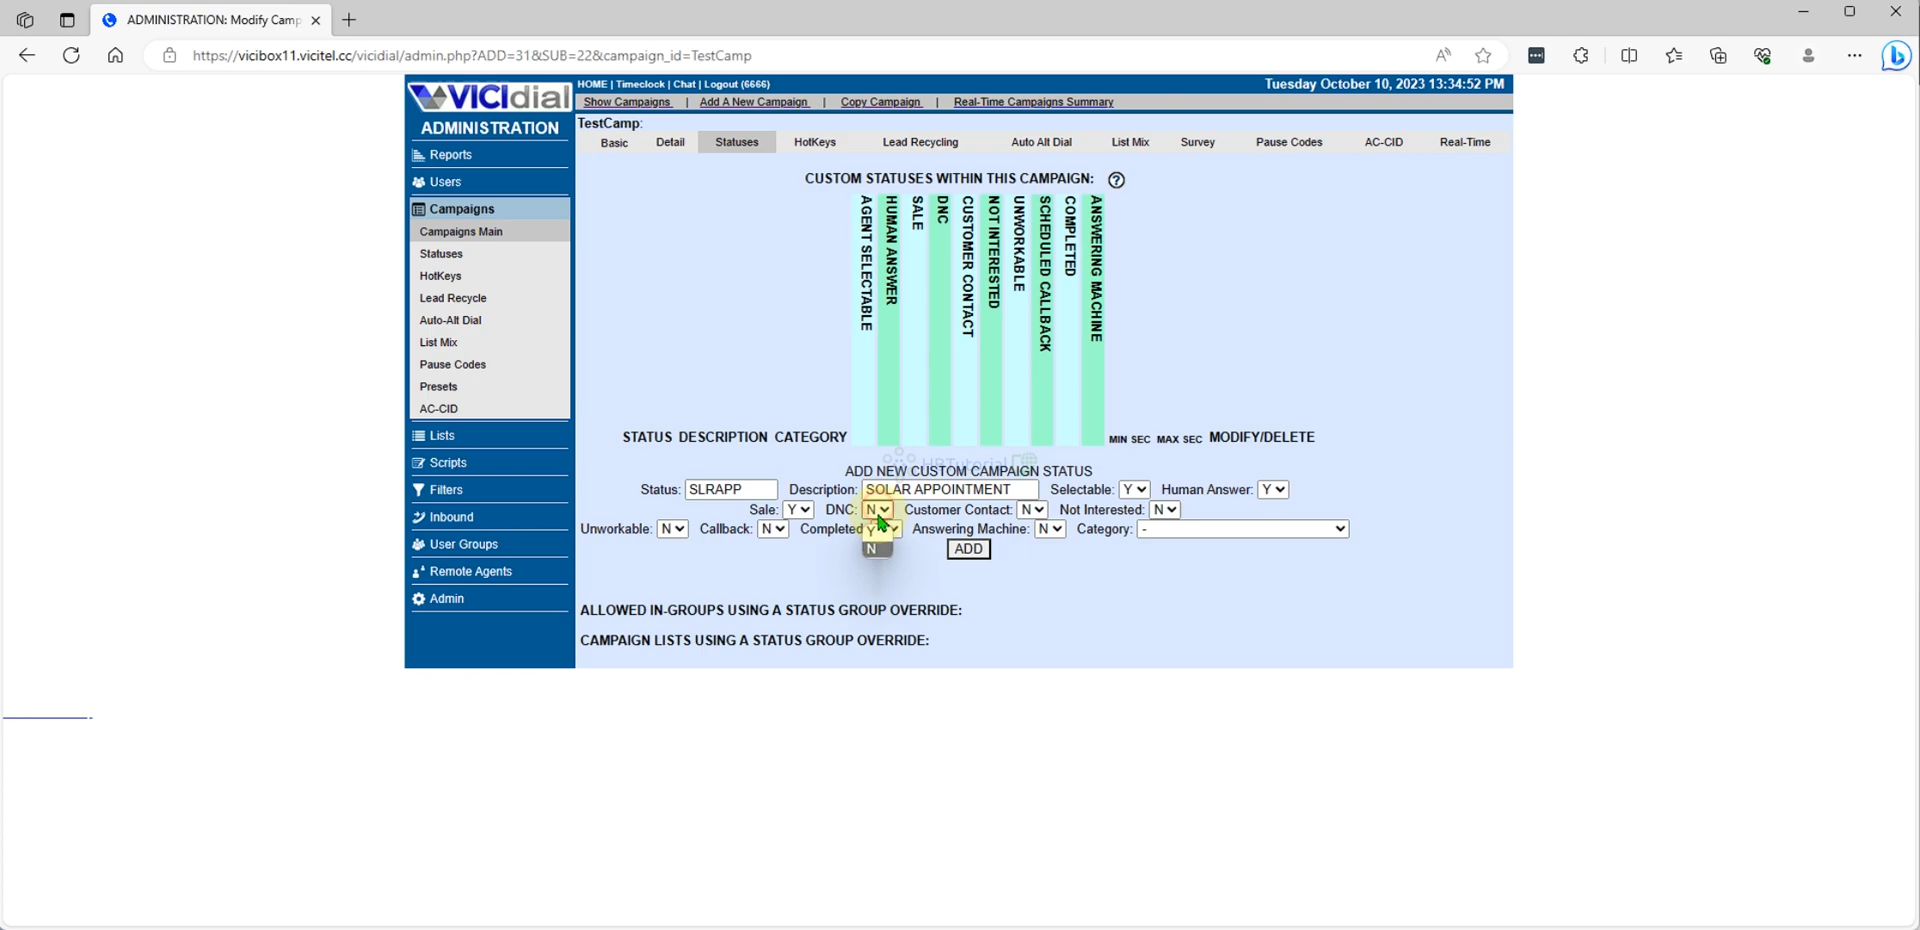 ADMINISTRATION: Modify Camp
https://vicibox11.vicitel.cc/vicidial/admin.php?ADD=31&SUB=22&campaign_id=TestCamp
VICIdial
HOME | Timeclock | Chat | Logout (6666)
Tuesday October 10, 2023 13:34:52 PM
Show Campaigns | Add A New Campaign | Copy Campaign | Real-Time Campaigns Summary
ADMINISTRATION
TestCamp:
Basic Detail Statuses HotKeys Lead Recycling Auto Alt Dial List Mix Survey Pause Codes AC-CID Real-Time
Reports
Users
Campaigns
Campaigns Main
Statuses
HotKeys
Lead Recycle
Auto-Alt Dial
List Mix
Pause Codes
Presets
AC-CID
Lists
Scripts
Filters
Inbound
User Groups
Remote Agents
Admin
CUSTOM STATUSES WITHIN THIS CAMPAIGN: ?
AGENT SELECTABLE
HUMAN ANSWER
SALE
DNC
CUSTOMER CONTACT
NOT INTERESTED
UNWORKABLE
SCHEDULED CALLBACK
COMPLETED
ANSWERING MACHINE
STATUS DESCRIPTION CATEGORY MIN SEC MAX SEC MODIFY/DELETE
HBTutorial
ADD NEW CUSTOM CAMPAIGN STATUS
Status: SLRAPP Description: SOLAR APPOINTMENT Selectable: Y Human Answer: Y
Sale: Y DNC: N Customer Contact: N Not Interested: N
Unworkable: N Callback: N Completed Y Answering Machine: N Category: -
N ADD
ALLOWED IN-GROUPS USING A STATUS GROUP OVERRIDE:
CAMPAIGN LISTS USING A STATUS GROUP OVERRIDE: